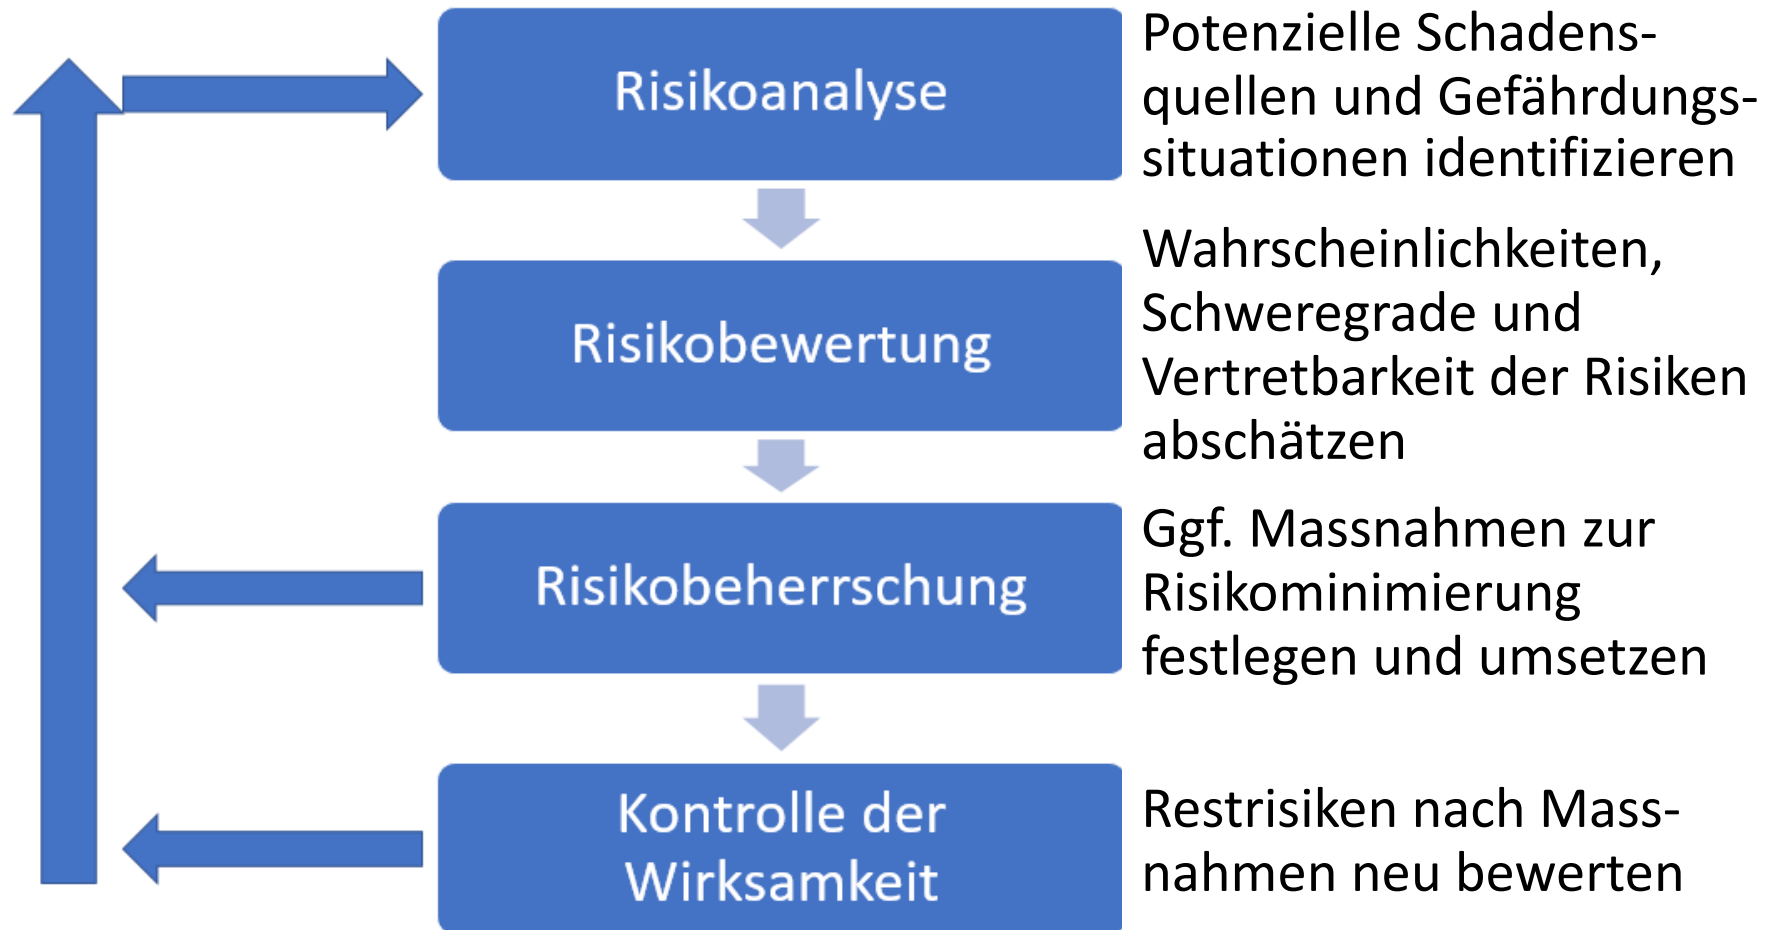 Risikoanalyse
Potenzielle Schadens-
quellen und Gefährdungs-
situationen identifizieren
Risikobewertung
Wahrscheinlichkeiten,
Schweregrade und
Vertretbarkeit der Risiken
abschätzen
Risikobeherrschung
Ggf. Massnahmen zur
Risikominimierung
festlegen und umsetzen
Kontrolle der
Wirksamkeit
Restrisiken nach Mass-
nahmen neu bewerten